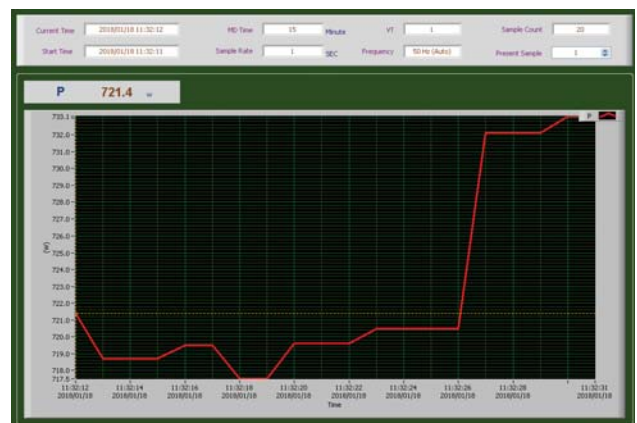 Current Time 2018/01/18 11:32:12 MD Time 15 Minute VT 1 Sample Count 20
Start Time 2018/01/18 11:32:11 Sample Rate 1 SEC Frequency 50 Hz (Auto) Present Sample 1
P 721.4 w
P
733.1
732.0
731.0
730.0
729.0
728.0
727.0
726.0
(W)
725.0
724.0
723.0
722.0
721.0
720.0
719.0
718.0
717.5
11:32:12 11:32:14 11:32:16 11:32:18 11:32:20 11:32:22 11:32:24 11:32:26 11:32:28 11:32:31
2018/01/18 2018/01/18 2018/01/18 2018/01/18 2018/01/18 2018/01/18 2018/01/18 2018/01/18 2018/01/18 2018/01/18
Time